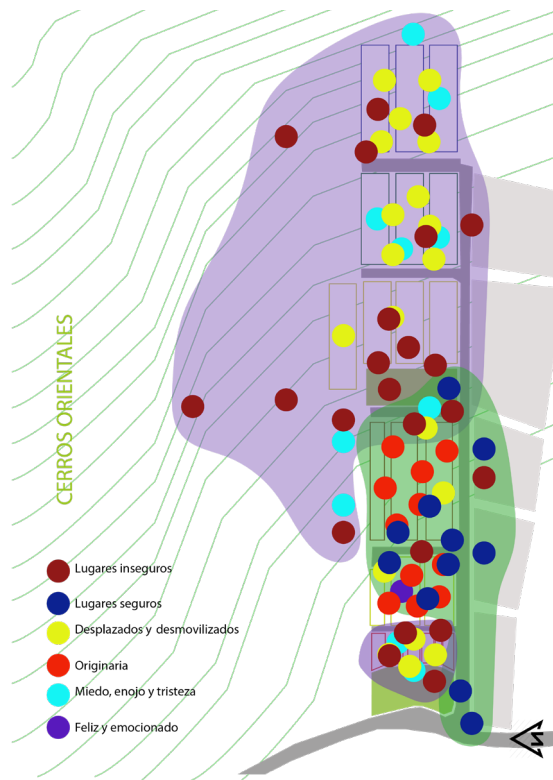 CERROS ORIENTALES
Lugares inseguros
Lugares seguros
Desplazados y desmovilizados
Originaria
Miedo, enojo y tristeza
Feliz y emocionado